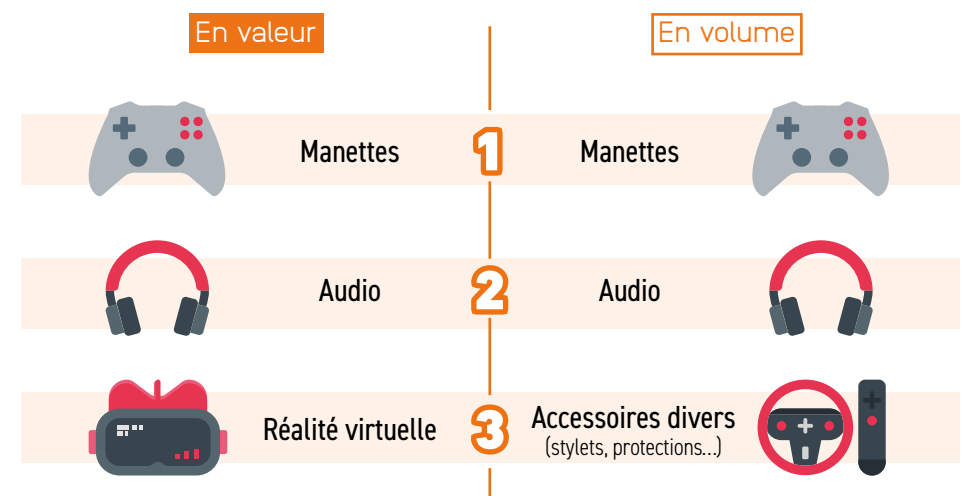 En valeur
En volume
Manettes 1 Manettes
Audio 2 Audio
Réalité virtuelle 3 Accessoires divers
(stylets, protections...)